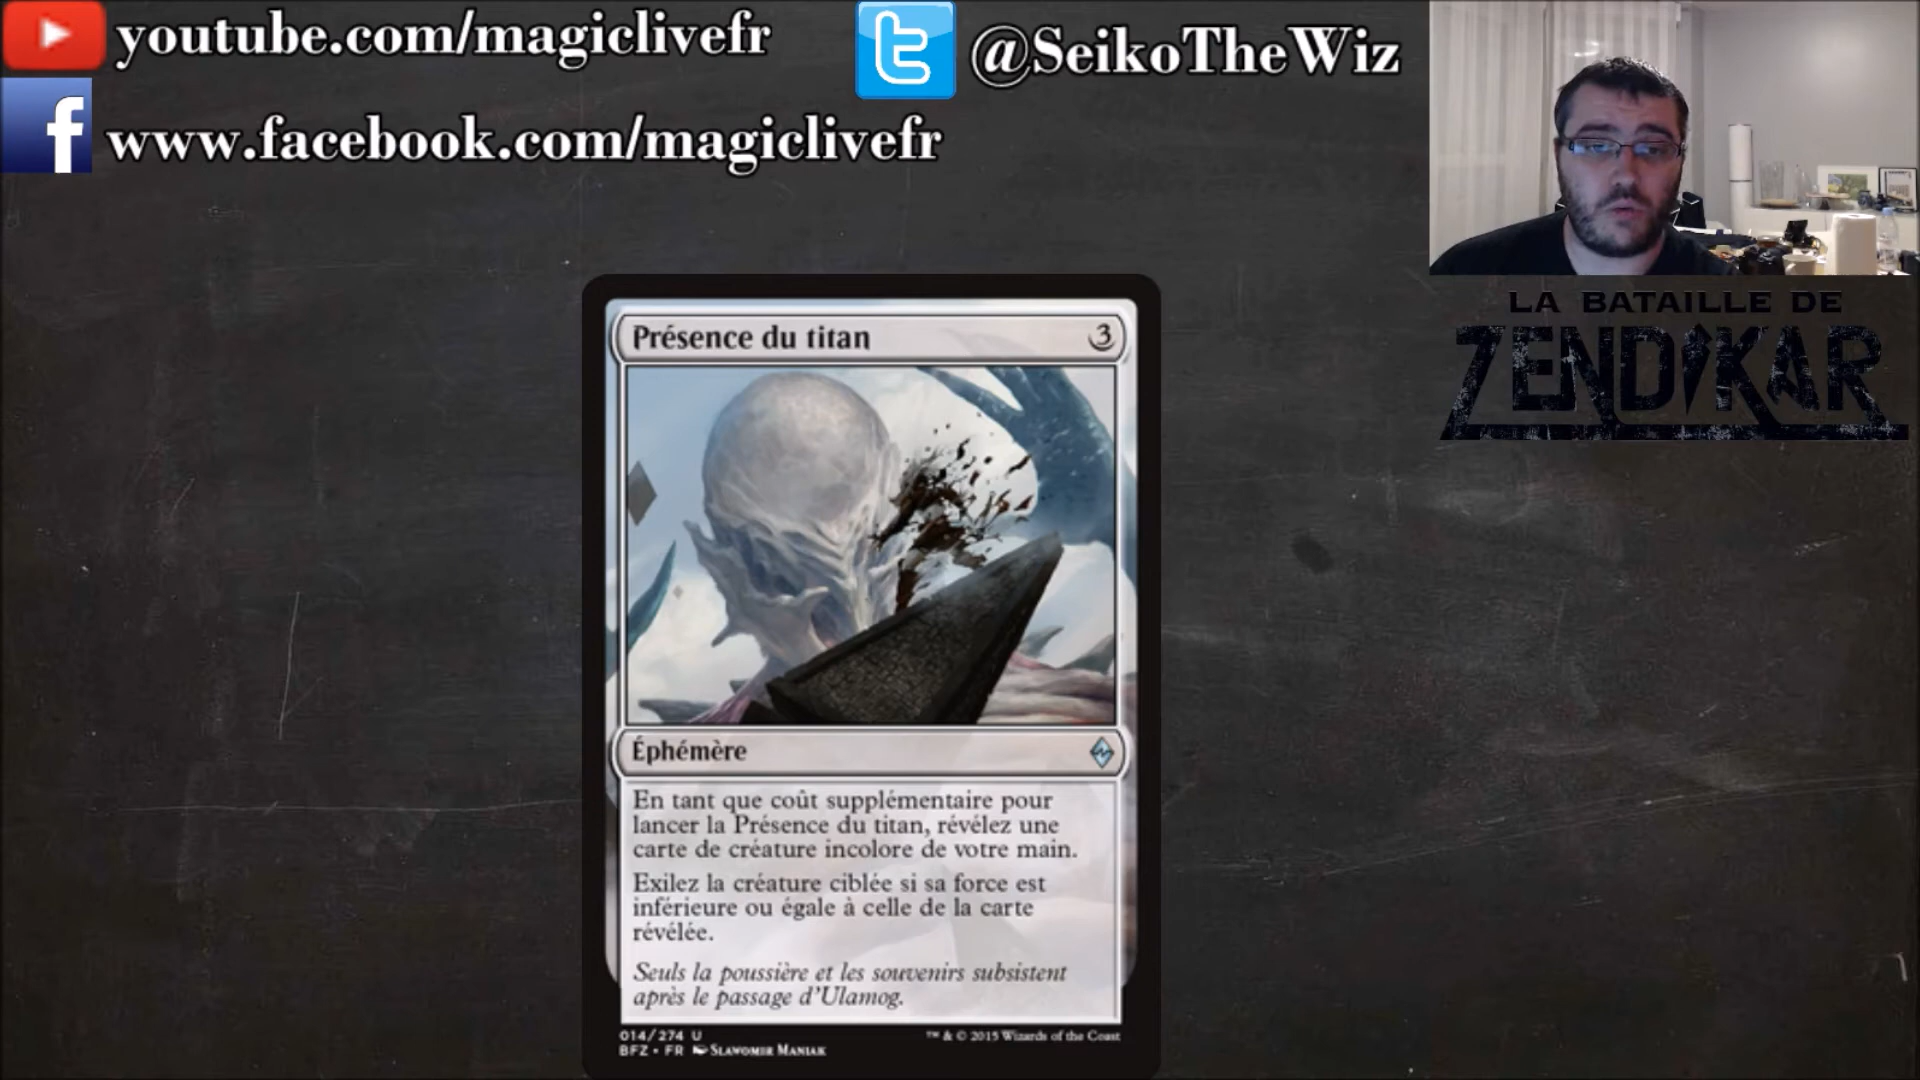 youtube.com/magiclivefr
@SeikoTheWiz
www.facebook.com/magiclivefr
LA BATAILLE DE
ZENDIKAR
Présence du titan 3
Éphémère
En tant que coût supplémentaire pour
lancer la Présence du titan, révélez une
carte de créature incolore de votre main.
Exilez la créature ciblée si sa force est
inférieure ou égale à celle de la carte
révélée.
Seuls la poussière et les souvenirs subsistent
après le passage d'Ulamog.
014/274 U
™ & © 2015 Wizards of the Coast
BFZ • FR Slawomir Maniak